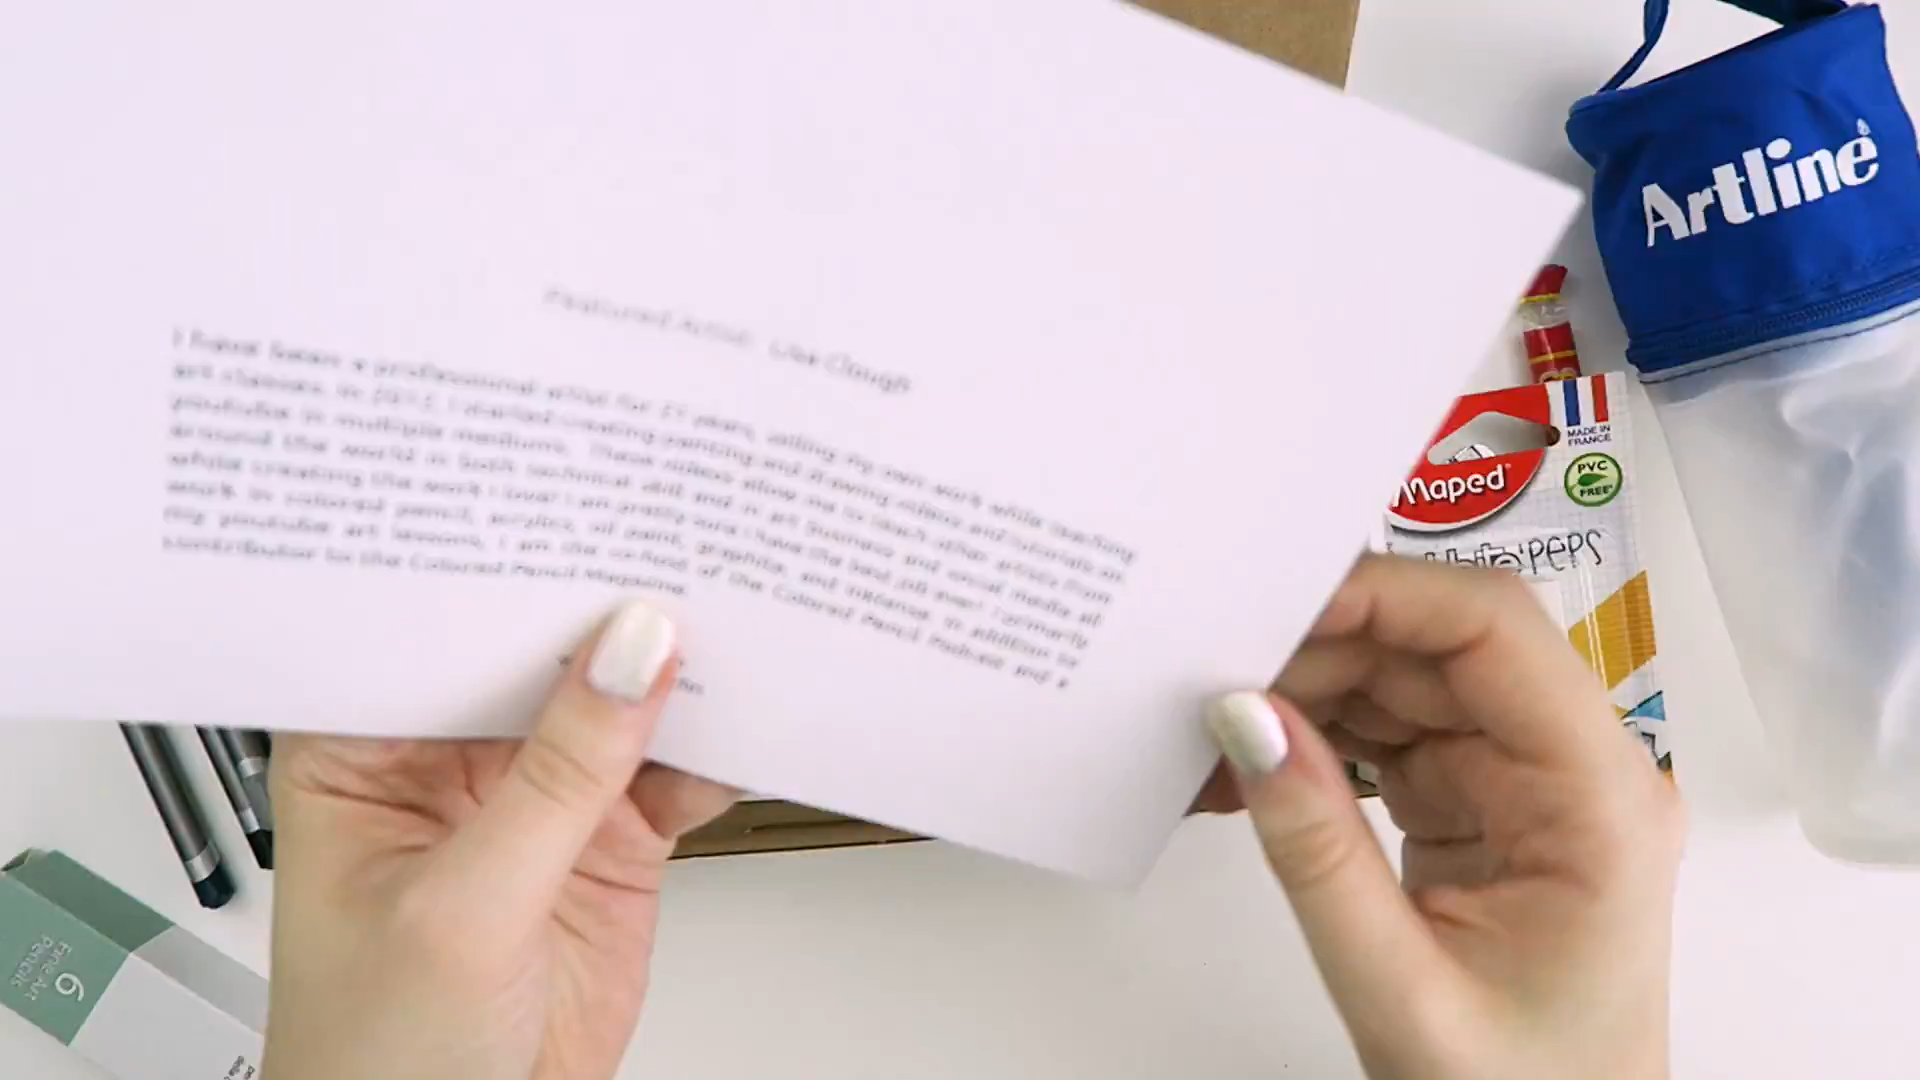 Featured Artist: Lisa Clough
I have been a professional artist for 21 years, selling my own work while teaching
art classes. In 2012, I started creating painting and drawing videos and tutorials on
youtube in multiple mediums. These videos allow me to teach other artists from
around the world in both technical skill and in art business and social media all
while creating the work I love! I am pretty sure I have the best job ever! I primarily
work in colored pencil, acrylics, oil paint, graphite, and inktense. In addition to
my youtube art lessons, I am the cohost of the Colored Pencil Podcast and a
contributor to the Colored Pencil Magazine.
Artline
MADE IN
FRANCE
PVC
FREE
Maped
White'PEPS
6
Fine Art
Pencils